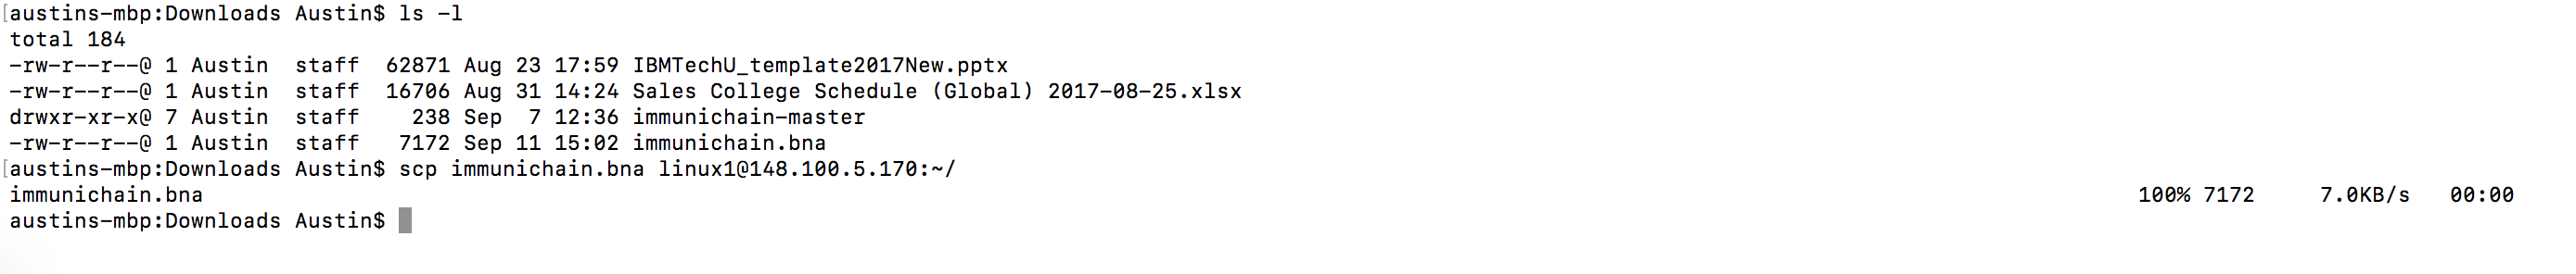 [austins-mbp:Downloads Austin$ ls -l
total 184
-rw-r--r--@ 1 Austin  staff  62871 Aug 23 17:59 IBMTechU_template2017New.pptx
-rw-r--r--@ 1 Austin  staff  16706 Aug 31 14:24 Sales College Schedule (Global) 2017-08-25.xlsx
drwxr-xr-x@ 7 Austin  staff    238 Sep  7 12:36 immunichain-master
-rw-r--r--@ 1 Austin  staff   7172 Sep 11 15:02 immunichain.bna
[austins-mbp:Downloads Austin$ scp immunichain.bna linux1@148.100.5.170:~/
immunichain.bna 100% 7172 7.0KB/s 00:00
austins-mbp:Downloads Austin$